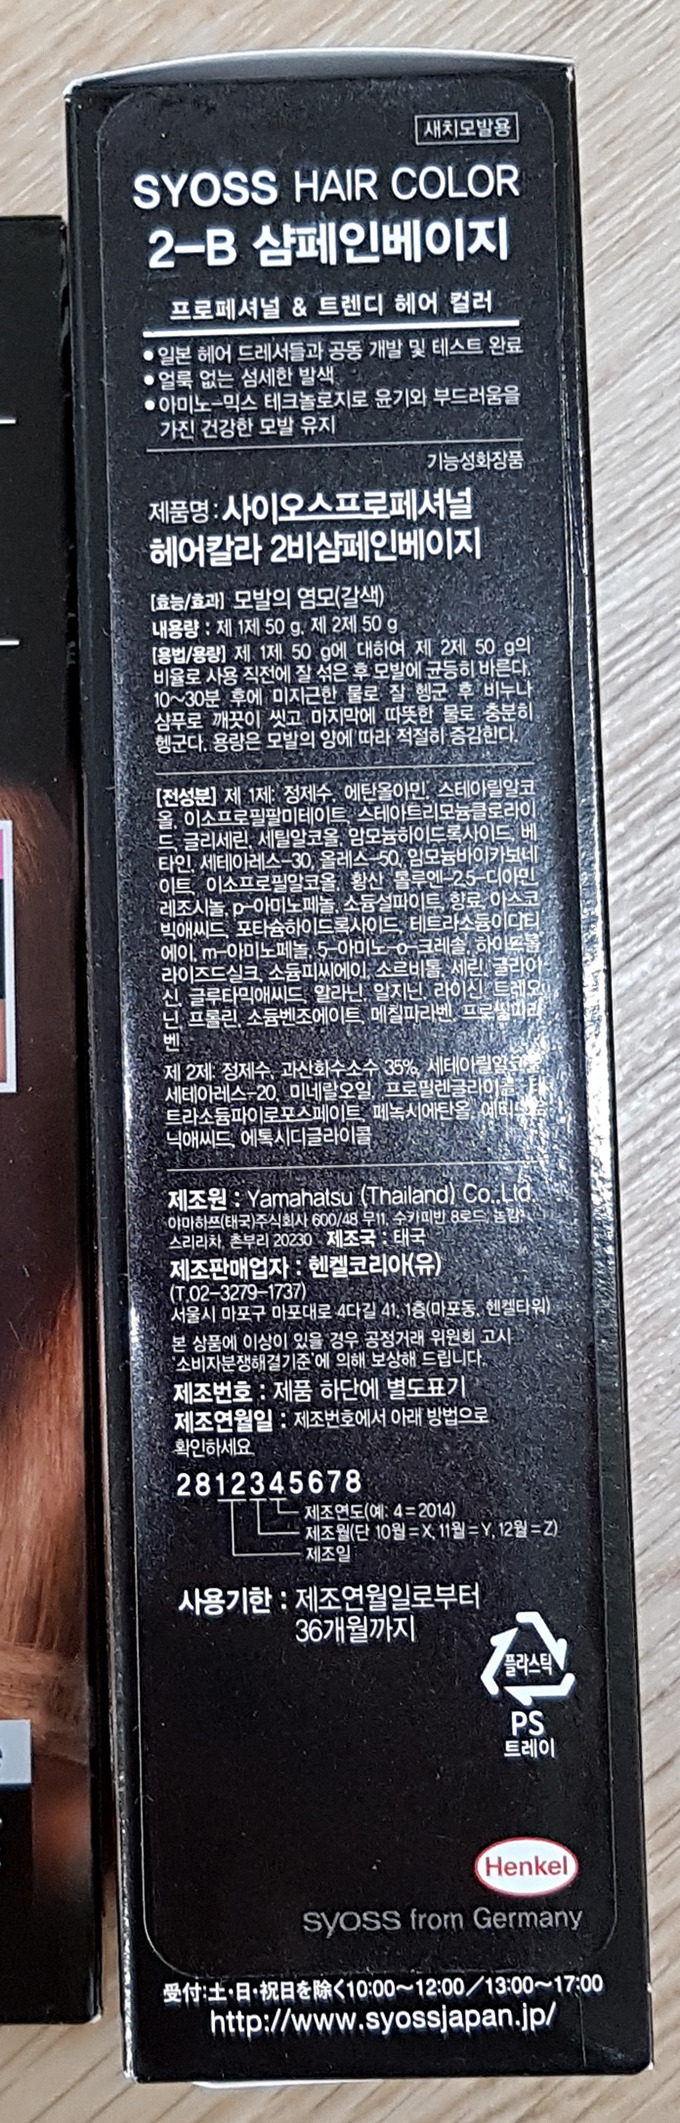 새치모발용
SYOSS HAIR COLOR
2-B 샴페인베이지
프로페셔널 & 트렌디 헤어 컬러
• 일본 헤어 드레서들과 공동 개발 및 테스트 완료
• 얼룩 없는 섬세한 발색
• 아미노-믹스 테크놀로지로 윤기와 부드러움을
가진 건강한 모발 유지
기능성화장품
제품명 : 사이오스프로페셔널
헤어칼라 2비샴페인베이지
[효능/효과] 모발의 염모(갈색)
내용량 : 제 1제 50 g, 제 2제 50 g
[용법/용량] 제 1제 50 g에 대하여 제 2제 50 g의
비율로 사용 직전에 잘 섞은 후 모발에 균등히 바른다.
10~30분 후에 미지근한 물로 잘 헹군 후 비누나
샴푸로 깨끗이 씻고 마지막에 따뜻한 물로 충분히
헹군다. 용량은 모발의 양에 따라 적절히 증감한다.
[전성분] 제 1제: 정제수, 에탄올아민, 스테아릴알코
올, 이소프로필팔미테이트, 스테아트리모늄클로라이
드, 글리세린, 세틸알코올, 암모늄하이드록사이드, 베
타인, 세테아레스-30, 올레스-50, 암모늄바이카보네
이트, 이소프로필알코올, 황산 톨루엔-2,5-디아민
레조시놀, p-아미노페놀, 소듐설파이트, 향료, 아스코
빅애씨드, 포타슘하이드록사이드, 테트라소듐이디티
에이, m-아미노페놀, 5-아미노-o-크레솔, 하이드롤
라이즈드실크, 소듐피씨에이, 소르비톨, 세린, 글라이
신, 글루타믹애씨드, 알라닌, 알지닌, 라이신, 트레오
닌, 프롤린, 소듐벤조에이트, 메칠파라벤, 프로필파라
벤
제 2제: 정제수, 과산화수소수 35%, 세테아릴알코올
세테아레스-20, 미네랄오일, 프로필렌글라이콜, 테
트라소듐파이로포스페이트, 페녹시에탄올, 에티드로
닉애씨드, 에톡시디글라이콜
제조원 : Yamahatsu (Thailand) Co.,Ltd.
야마하쯔(태국)주식회사 600/48 무11, 수카피반 8로드, 농캄,
스리라차, 촌부리 20230 제조국 : 태국
제조판매업자 : 헨켈코리아(유)
(T.02-3279-1737)
서울시 마포구 마포대로 4다길 41, 1층(마포동, 헨켈타워)
본 상품에 이상이 있을 경우 공정거래 위원회 고시
'소비자분쟁해결기준'에 의해 보상해 드립니다.
제조번호 : 제품 하단에 별도표기
제조연월일 : 제조번호에서 아래 방법으로
확인하세요
2812345678
제조연도(예: 4=2014)
제조월(단 10월=X, 11월=Y, 12월=Z)
제조일
사용기한 : 제조연월일로부터
36개월까지
플라스틱
PS
트레이
Henkel
syoss from Germany
受付:土・日・祝日を除く10:00〜12:00／13:00〜17:00
http://www.syossjapan.jp/